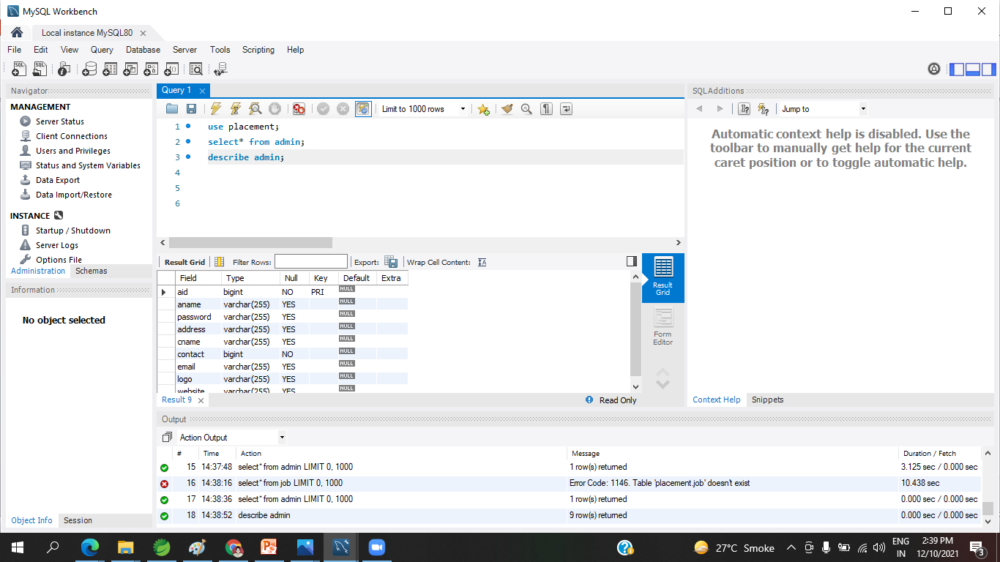 MySQL Workbench
Local instance MySQL80
File Edit View Query Database Server Tools Scripting Help
Navigator
MANAGEMENT
Server Status
Client Connections
Users and Privileges
Status and System Variables
Data Export
Data Import/Restore
INSTANCE
Startup / Shutdown
Server Logs
Options File
Administration Schemas
Information
No object selected
Object Info Session
Query 1
Limit to 1000 rows
1 use placement;
2 select* from admin;
3 describe admin;
4
5
6
Result Grid Filter Rows: Export: Wrap Cell Content:
Field Type Null Key Default Extra
aid bigint NO PRI NULL
aname varchar(255) YES NULL
password varchar(255) YES NULL
address varchar(255) YES NULL
cname varchar(255) YES NULL
contact bigint NO NULL
email varchar(255) YES NULL
logo varchar(255) YES NULL
website varchar(255) YES NULL
Result Grid
Form Editor
Result 9 Read Only
SQLAdditions
Jump to
Automatic context help is disabled. Use the
toolbar to manually get help for the current
caret position or to toggle automatic help.
Context Help Snippets
Output
Action Output
# Time Action Message Duration / Fetch
15 14:37:48 select* from admin LIMIT 0, 1000 1 row(s) returned 3.125 sec / 0.000 sec
16 14:38:16 select* from job LIMIT 0, 1000 Error Code: 1146. Table 'placement.job' doesn't exist 10.438 sec
17 14:38:36 select* from admin LIMIT 0, 1000 1 row(s) returned 0.000 sec / 0.000 sec
18 14:38:52 describe admin 9 row(s) returned 0.000 sec / 0.000 sec
27°C Smoke
ENG
IN
2:39 PM
12/10/2021
3